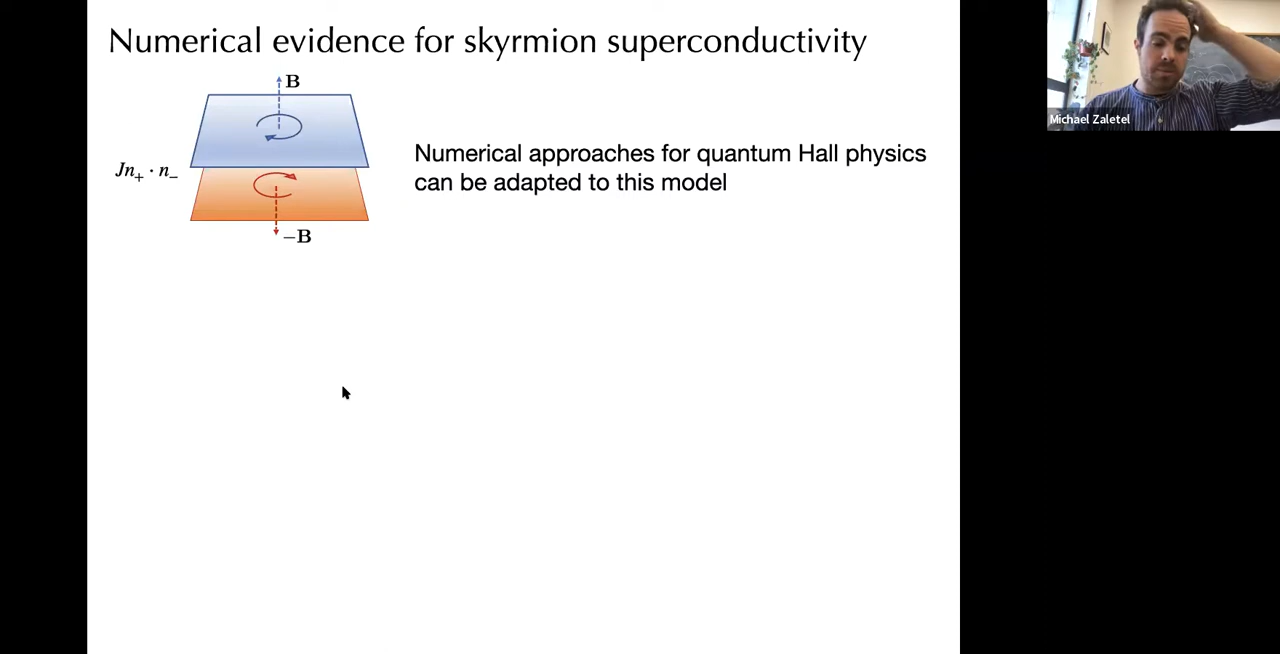 Numerical evidence for skyrmion superconductivity
B
Jn₊ · n₋
−B
Numerical approaches for quantum Hall physics
can be adapted to this model
Michael Zaletel